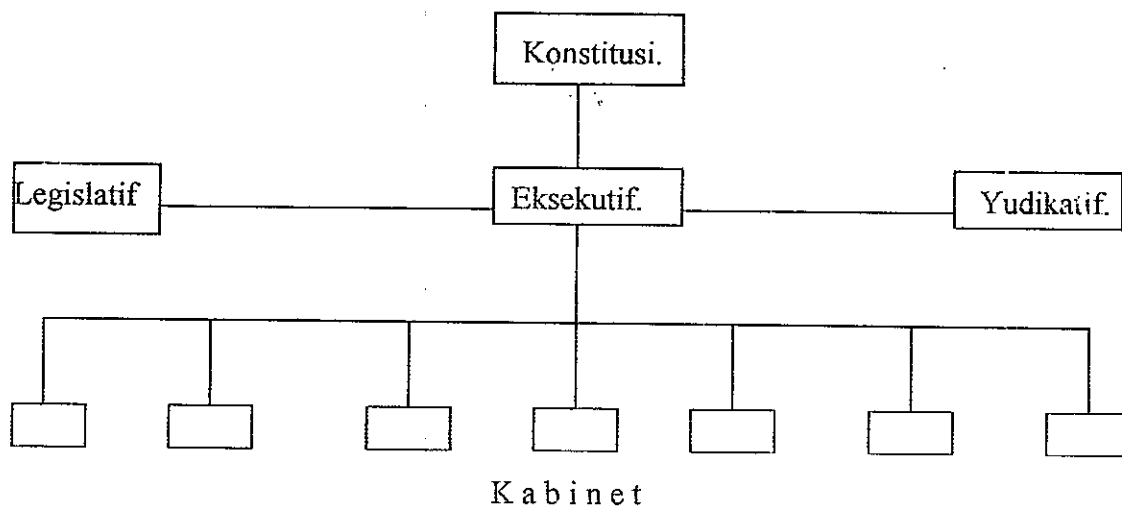 Konstitusi.
Legislatif
Eksekutif.
Yudikatif.
Kabinet